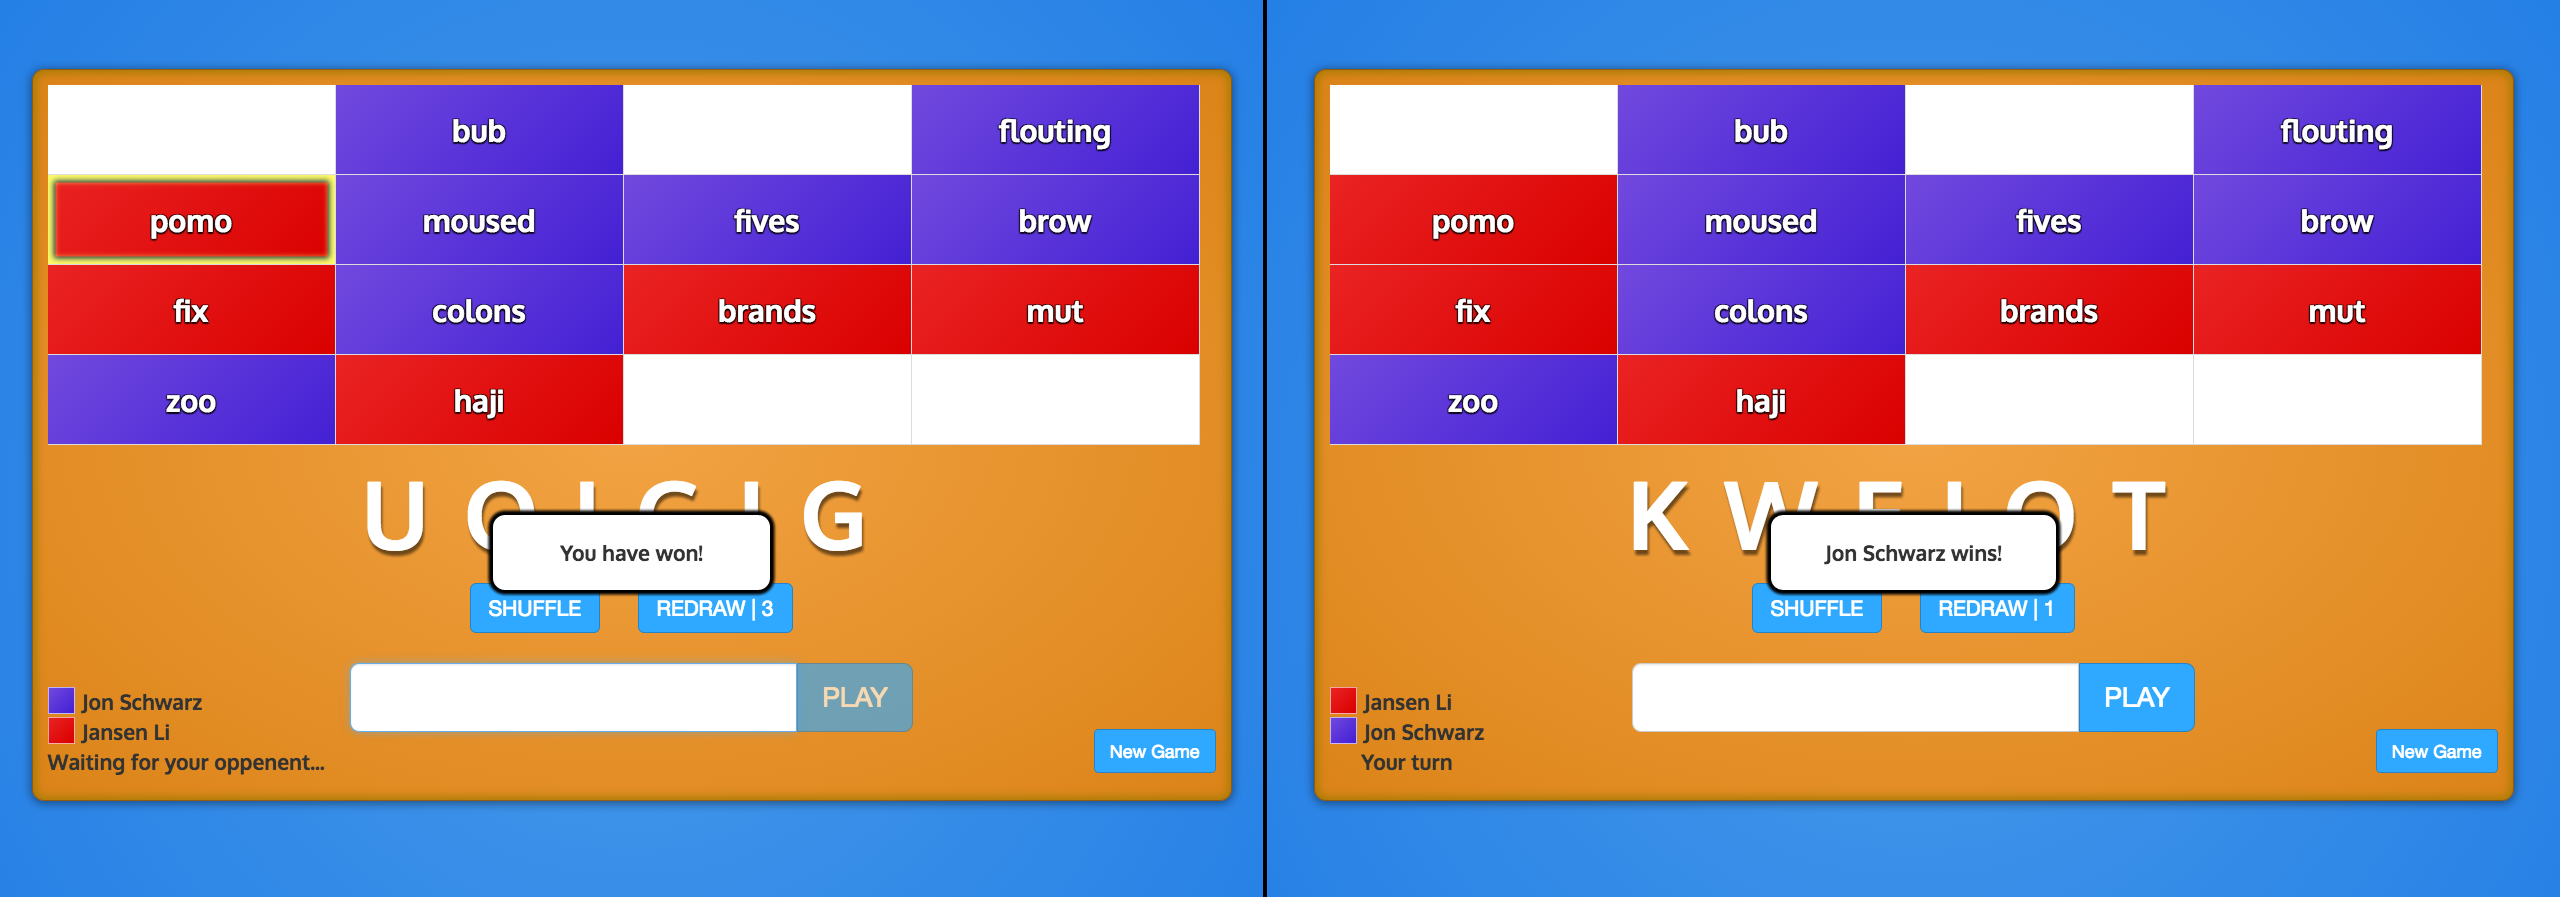 bub flouting
pomo moused fives brow
fix colons brands mut
zoo haji
U O I C I G
You have won!
SHUFFLE REDRAW | 3
PLAY
Jon Schwarz
Jansen Li
Waiting for your oppenent...
New Game
bub flouting
pomo moused fives brow
fix colons brands mut
zoo haji
K W E I O T
Jon Schwarz wins!
SHUFFLE REDRAW | 1
PLAY
Jansen Li
Jon Schwarz
Your turn
New Game